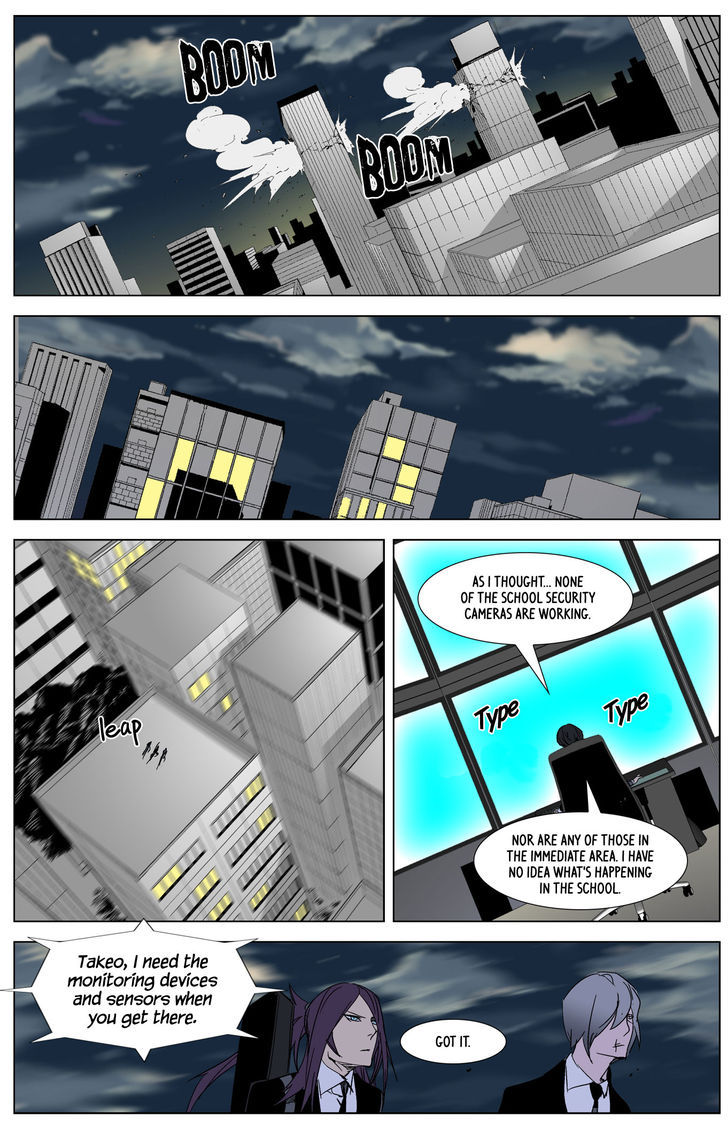 BOOM
BOOM
leap
AS I THOUGHT... NONE
OF THE SCHOOL SECURITY
CAMERAS ARE WORKING.
Type
Type
NOR ARE ANY OF THOSE IN
THE IMMEDIATE AREA. I HAVE
NO IDEA WHAT'S HAPPENING
IN THE SCHOOL.
Takeo, I need the
monitoring devices
and sensors when
you get there.
GOT IT.